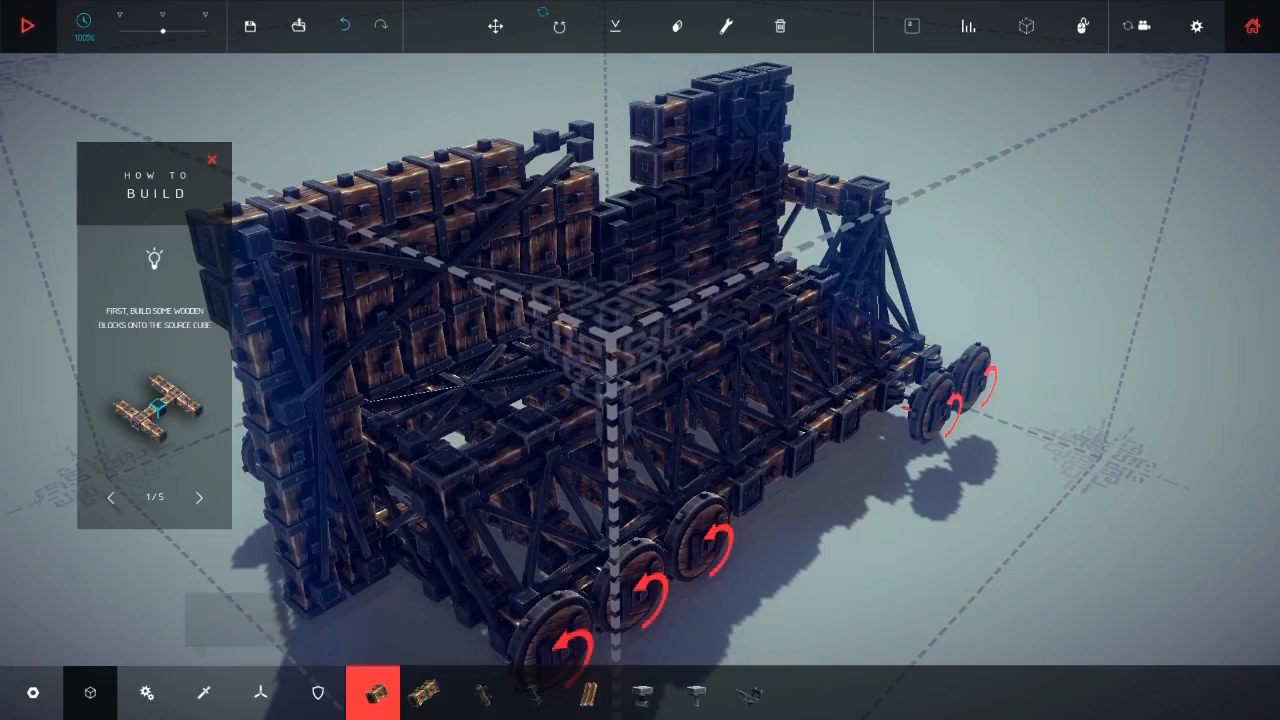 100%
HOW TO
BUILD
FIRST, BUILD SOME WOODEN
BLOCKS ONTO THE SOURCE CUBE
1/5